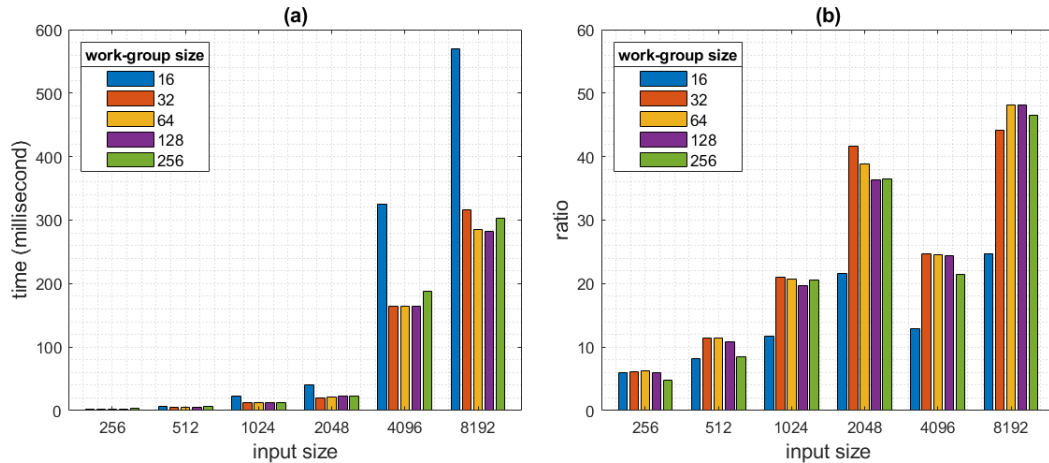 (a)
600
500
400
300
200
100
0
time (millisecond)
work-group size
16
32
64
128
256
256 512 1024 2048 4096 8192
input size
(b)
60
50
40
30
20
10
0
ratio
work-group size
16
32
64
128
256
256 512 1024 2048 4096 8192
input size